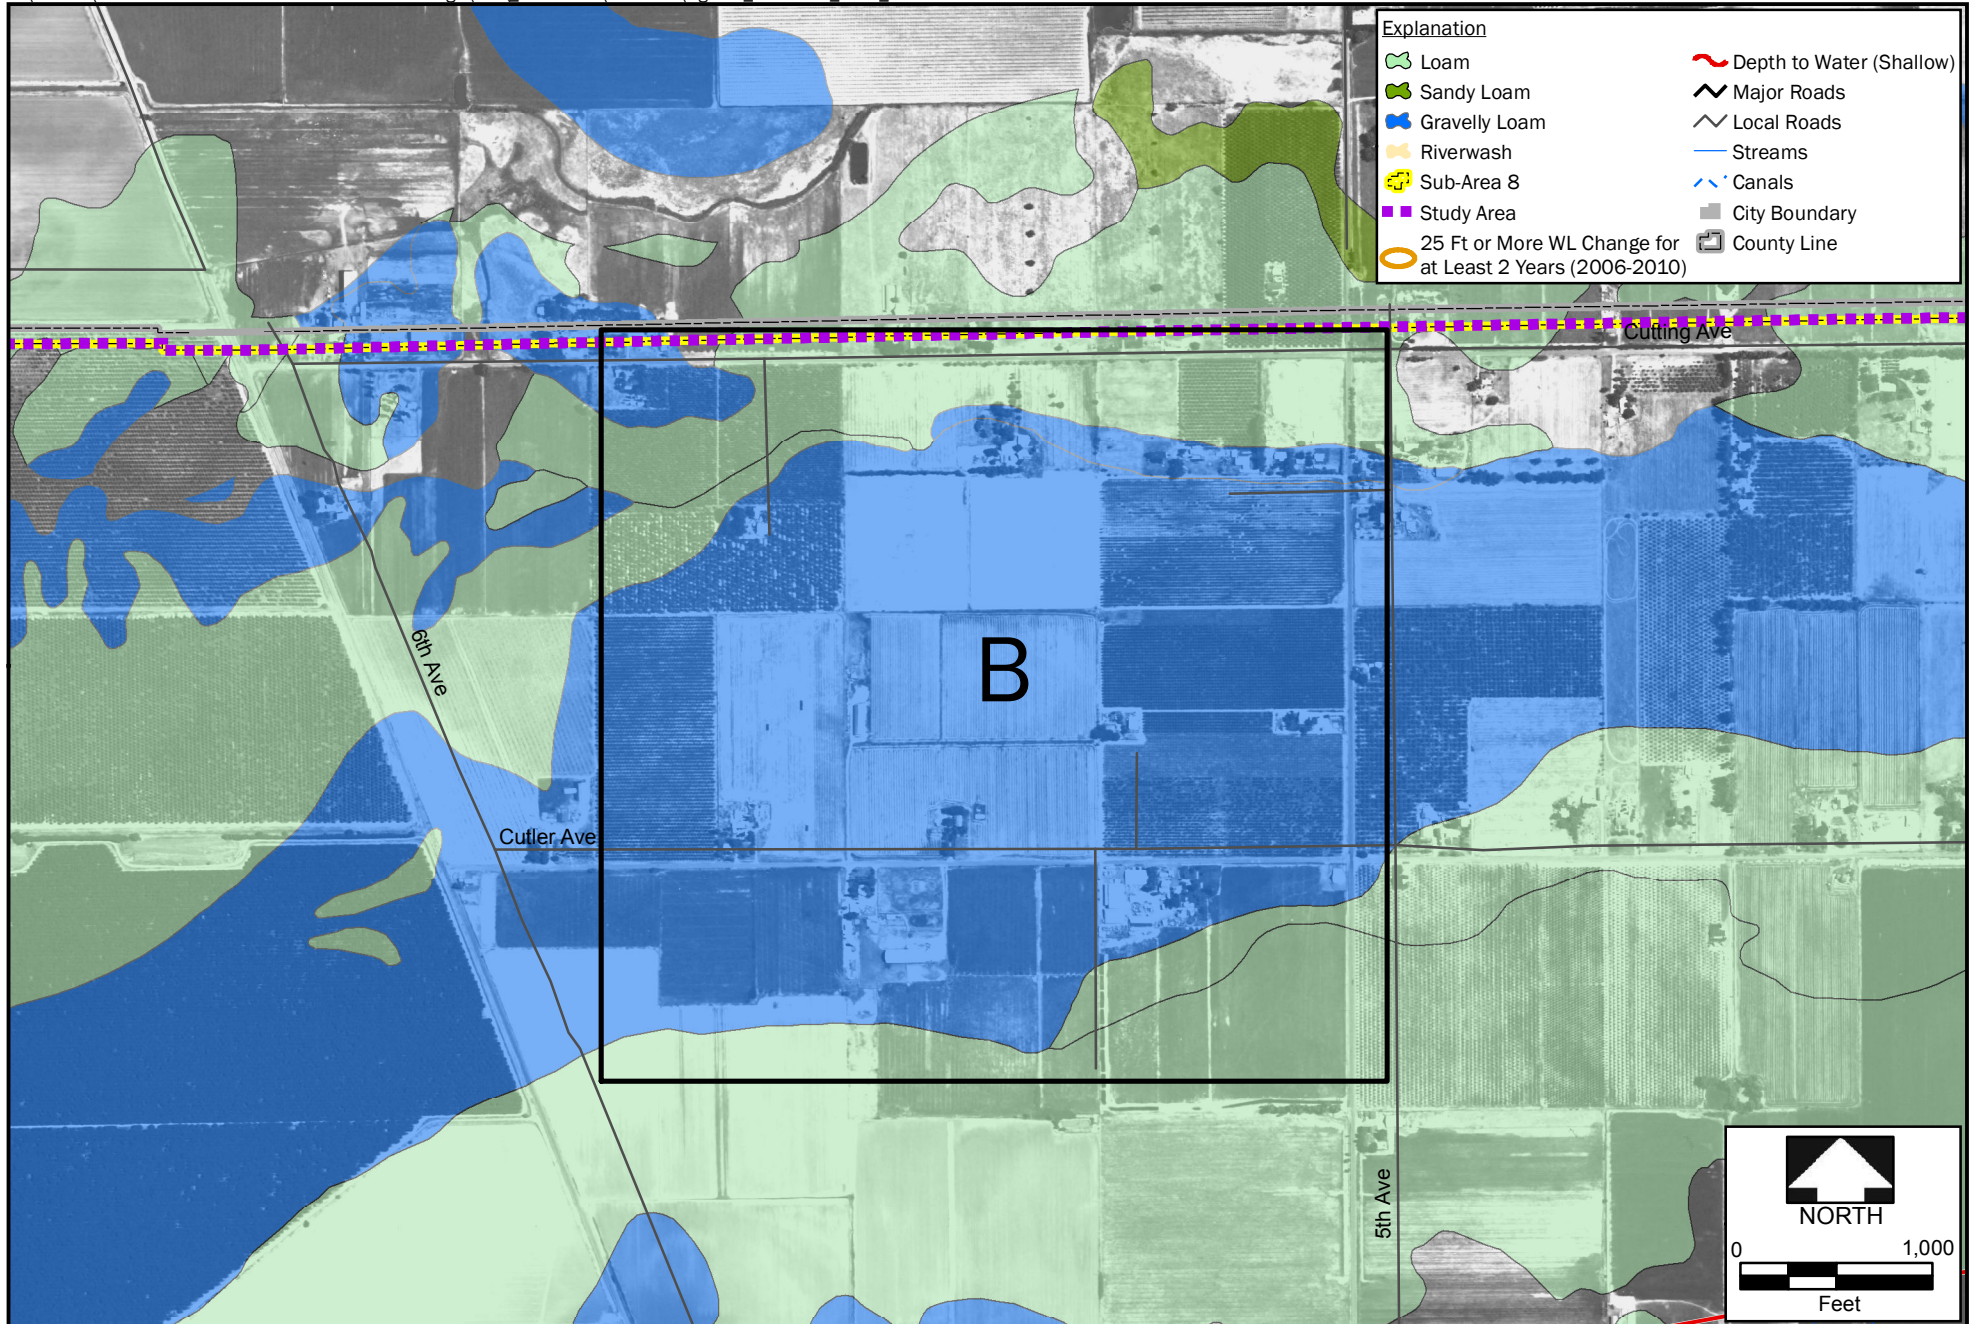 Explanation
Loam
Sandy Loam
Gravelly Loam
Riverwash
Sub-Area 8
Study Area
25 Ft or More WL Change for
at Least 2 Years (2006-2010)
Depth to Water (Shallow)
Major Roads
Local Roads
Streams
Canals
City Boundary
County Line
Cutting Ave
6th Ave
B
Cutler Ave
5th Ave
NORTH
0 1,000
Feet